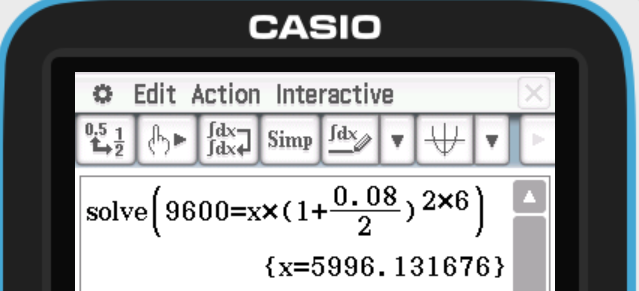 CASIO
Edit Action Interactive
0.5 1/2 ∫dx ∫dx Simp ∫dx
solve(9600=x×(1+0.08/2)^2×6)
{x=5996.131676}